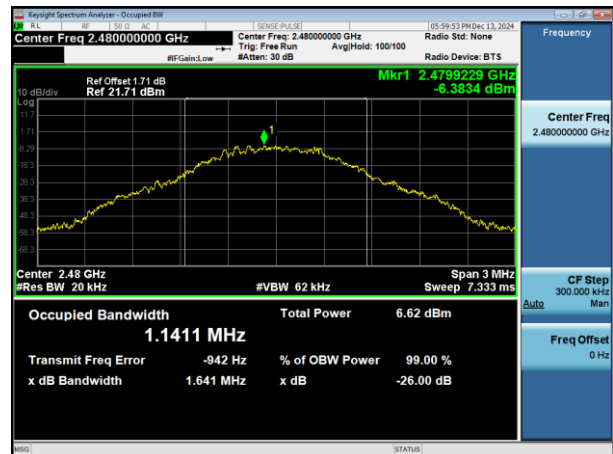 Keysight Spectrum Analyzer - Occupied BW
RL RF 50 Ω AC SENSE:PULSE 05:59:53 PM Dec 13, 2024
Center Freq 2.480000000 GHz Center Freq: 2.480000000 GHz Radio Std: None
Trig: Free Run Avg|Hold: 100/100
#IFGain:Low #Atten: 30 dB Radio Device: BTS
Ref Offset 1.71 dB Mkr1 2.4799229 GHz
10 dB/div Ref 21.71 dBm -6.3834 dBm
Log
11.7
1.71
1
-8.29
-18.3
-28.3
-38.3
-48.3
-58.3
-68.3
Center 2.48 GHz Span 3 MHz
#Res BW 20 kHz #VBW 62 kHz Sweep 7.333 ms
Occupied Bandwidth Total Power 6.62 dBm
1.1411 MHz
Transmit Freq Error -942 Hz % of OBW Power 99.00 %
x dB Bandwidth 1.641 MHz x dB -26.00 dB
MSG STATUS
Frequency
Center Freq
2.480000000 GHz
CF Step
300.000 kHz
Auto Man
Freq Offset
0 Hz